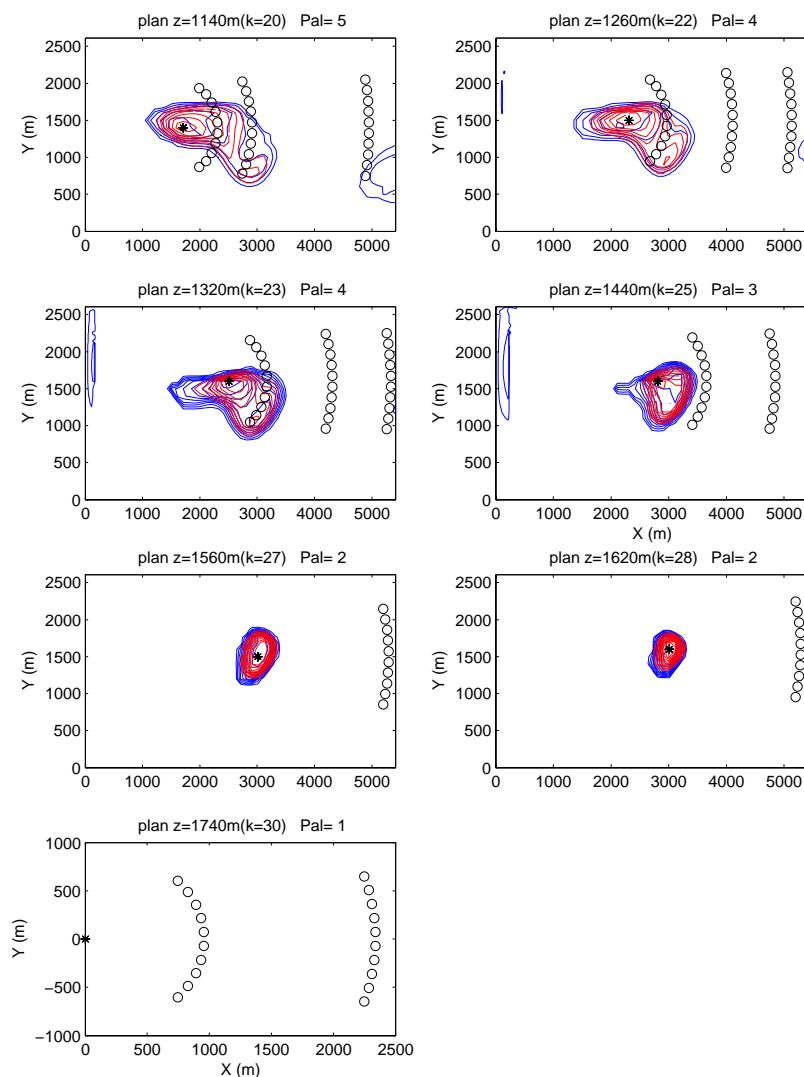 plan z=1140m(k=20) Pal= 5
2500
2000
1500
1000
500
0
Y (m)
0 1000 2000 3000 4000 5000
plan z=1260m(k=22) Pal= 4
2500
2000
1500
1000
500
0
Y (m)
0 1000 2000 3000 4000 5000
plan z=1320m(k=23) Pal= 4
2500
2000
1500
1000
500
0
Y (m)
0 1000 2000 3000 4000 5000
plan z=1440m(k=25) Pal= 3
2500
2000
1500
1000
500
0
Y (m)
0 1000 2000 3000 4000 5000
X (m)
plan z=1560m(k=27) Pal= 2
2500
2000
1500
1000
500
0
Y (m)
0 1000 2000 3000 4000 5000
plan z=1620m(k=28) Pal= 2
2500
2000
1500
1000
500
0
Y (m)
0 1000 2000 3000 4000 5000
plan z=1740m(k=30) Pal= 1
1000
500
0
−500
−1000
Y (m)
0 500 1000 1500 2000 2500
X (m)